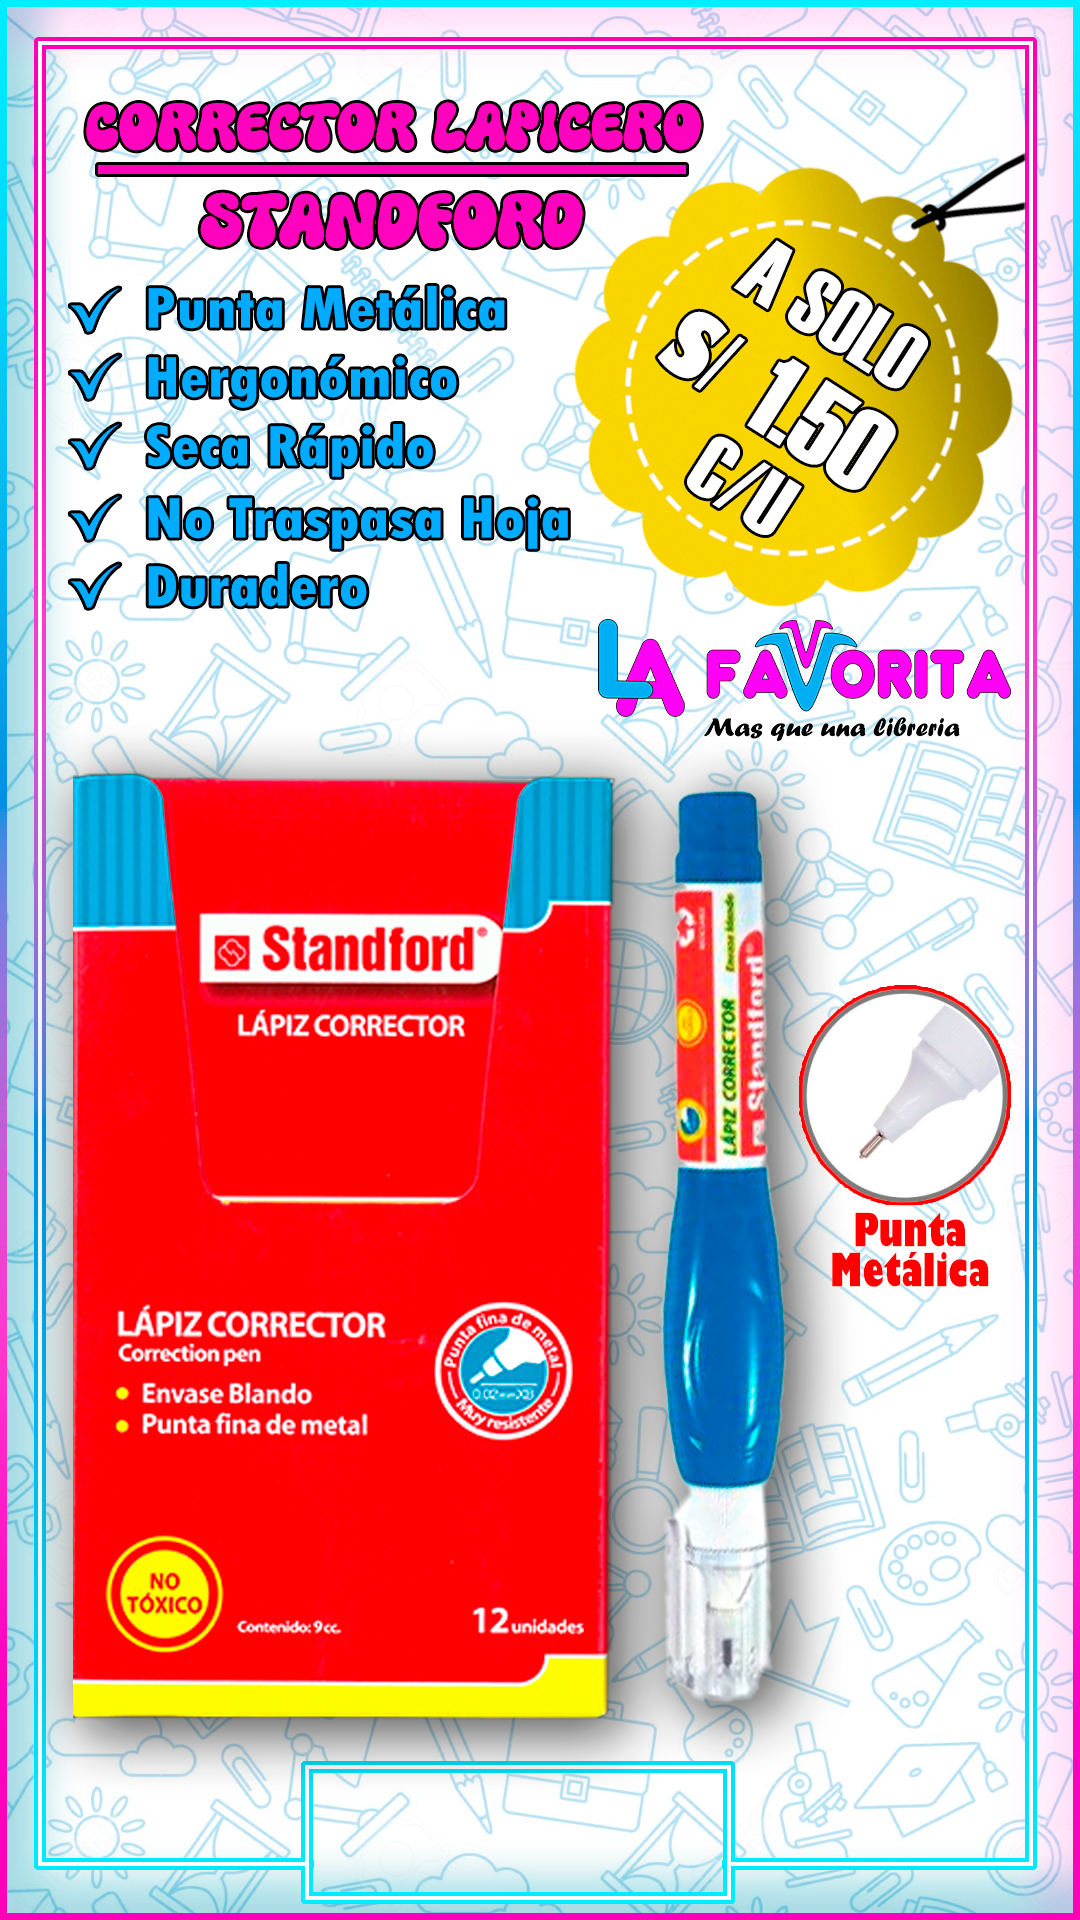 CORRECTOR LAPICERO
STANDFORD
Punta Metálica
Hergonómico
Seca Rápido
No Traspasa Hoja
Duradero
A SOLO
S/ 1.50
C/U
LA FAVORITA
Mas que una libreria
Standford®
LÁPIZ CORRECTOR
LÁPIZ CORRECTOR
Correction pen
Envase Blando
Punta fina de metal
Punta fina de metal
Muy resistente
NO
TÓXICO
Contenido: 9cc.
12 unidades
Envase blando
LÁPIZ CORRECTOR
Standford®
Punta
Metálica